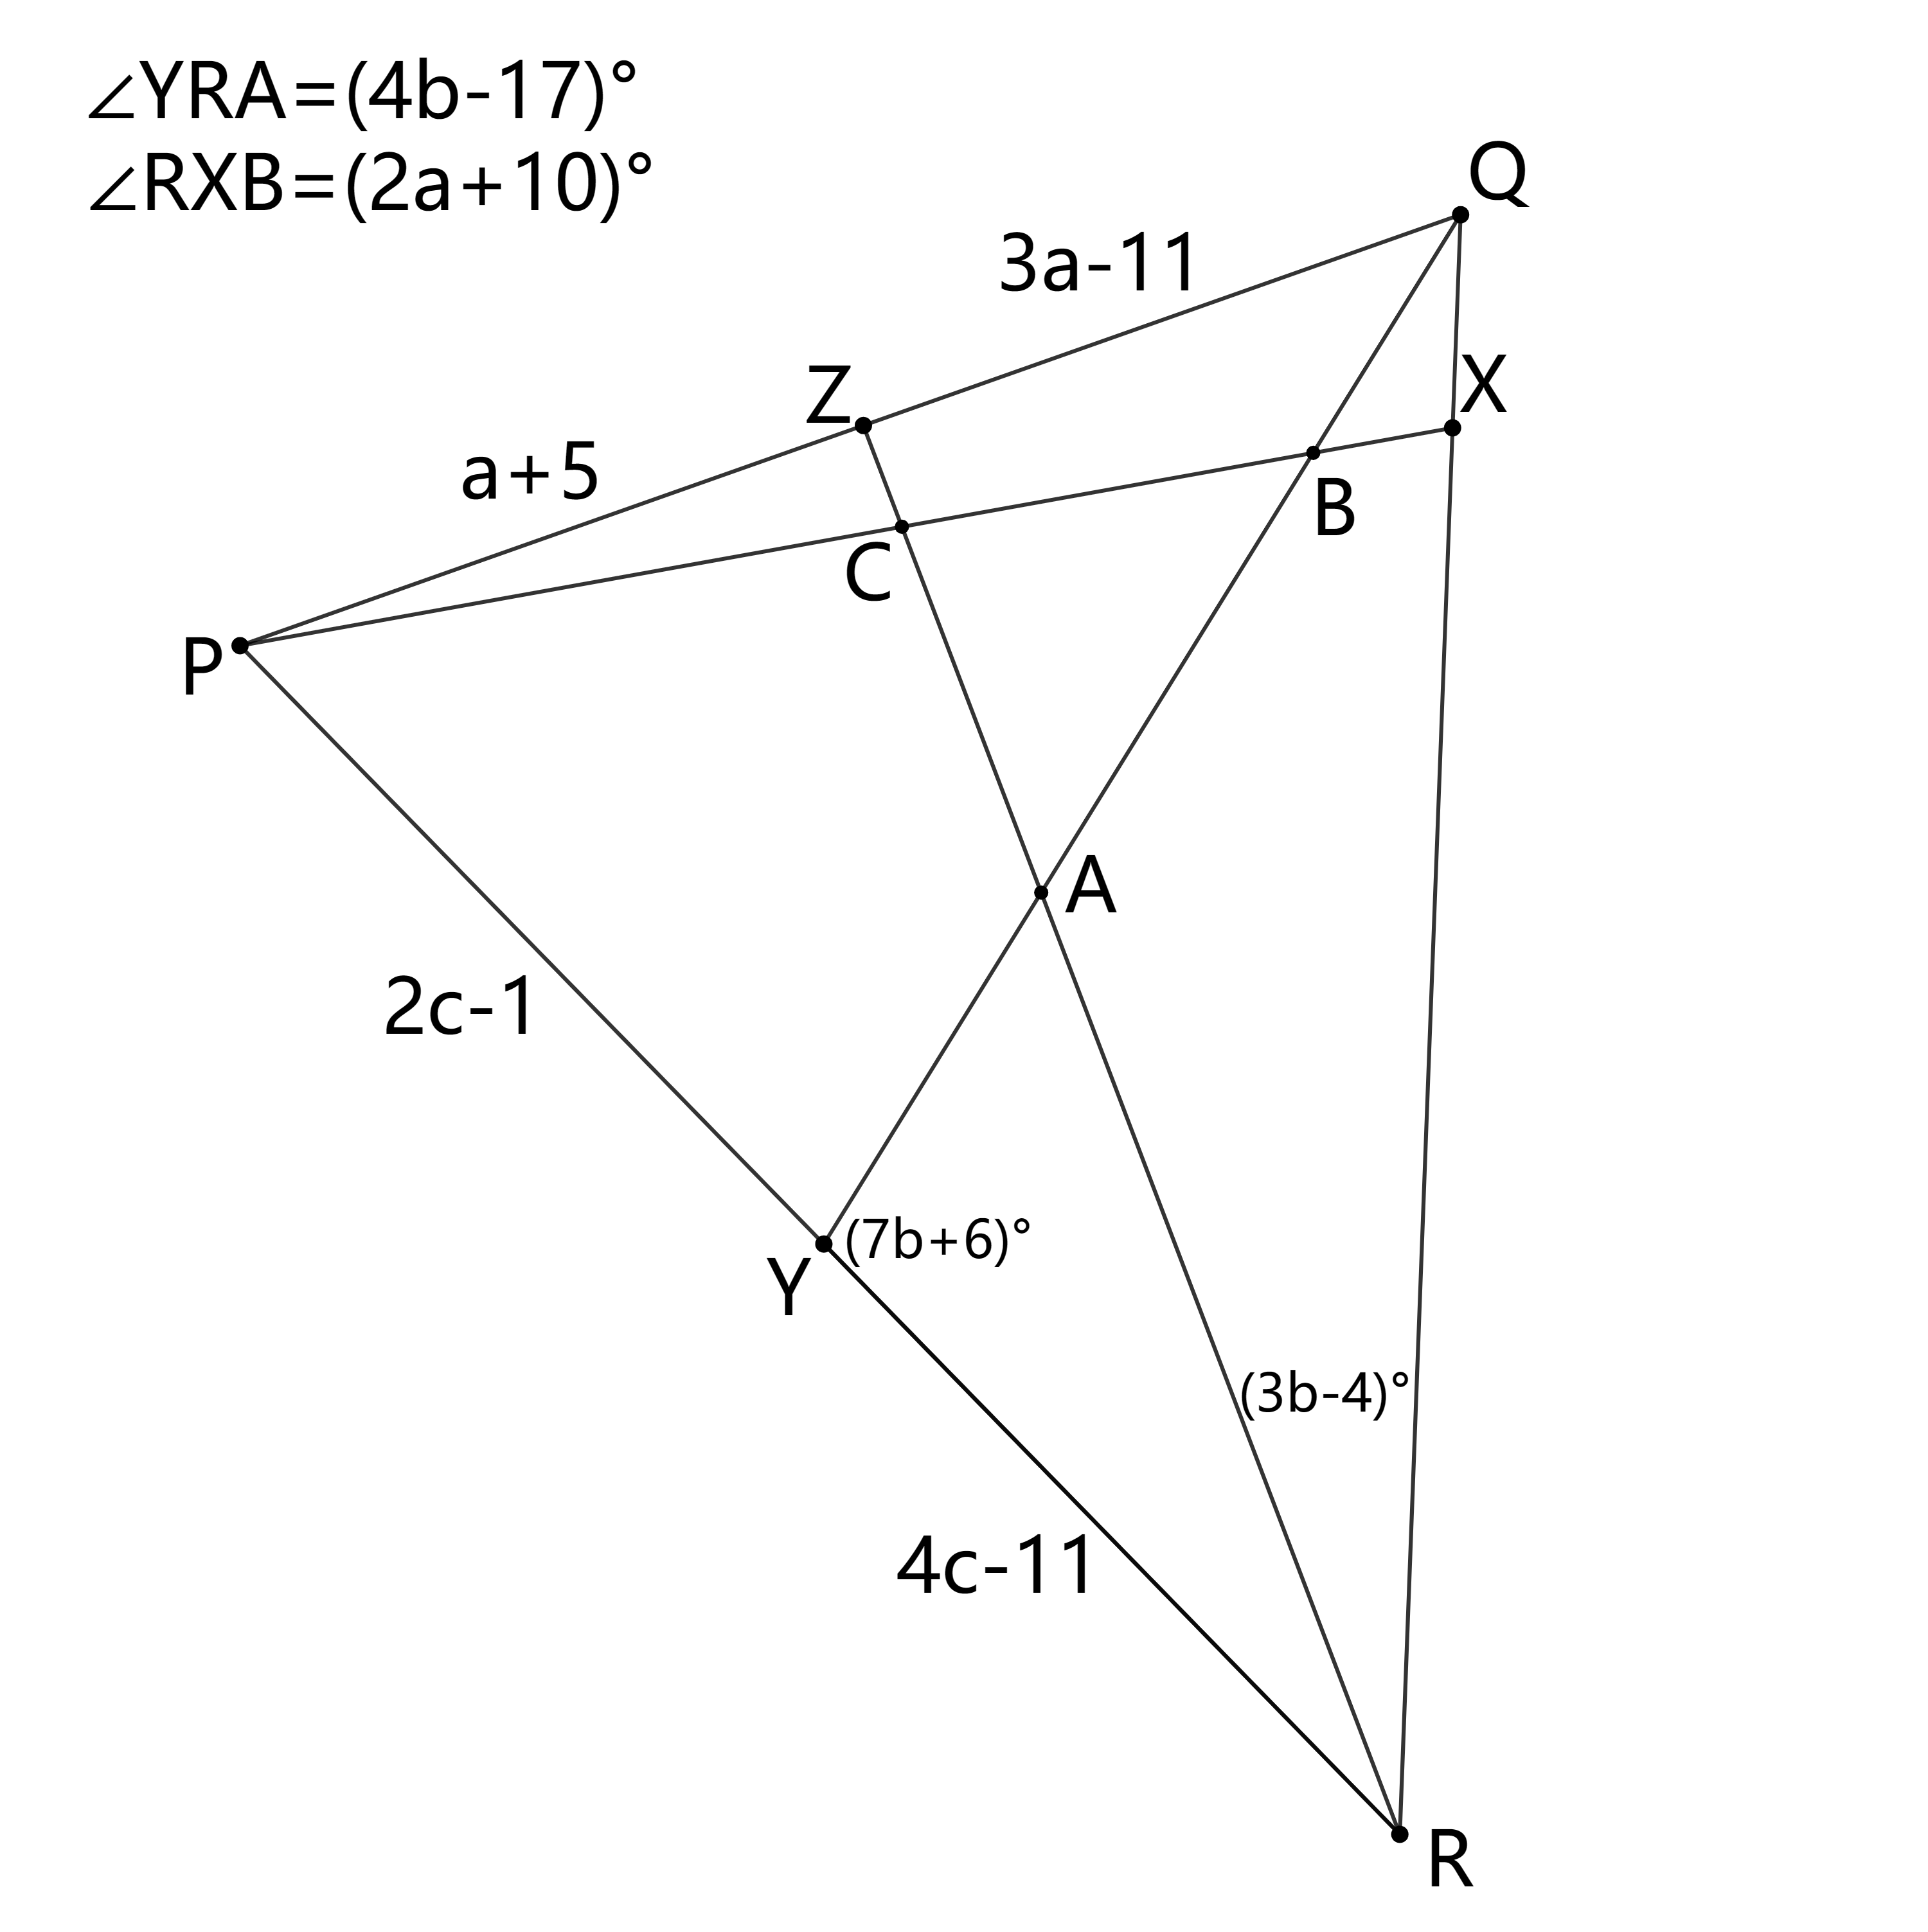 ∠YRA=(4b-17)°
∠RXB=(2a+10)°
Q
3a-11
Z
X
a+5
B
C
P
A
2c-1
(7b+6)°
Y
(3b-4)°
4c-11
R